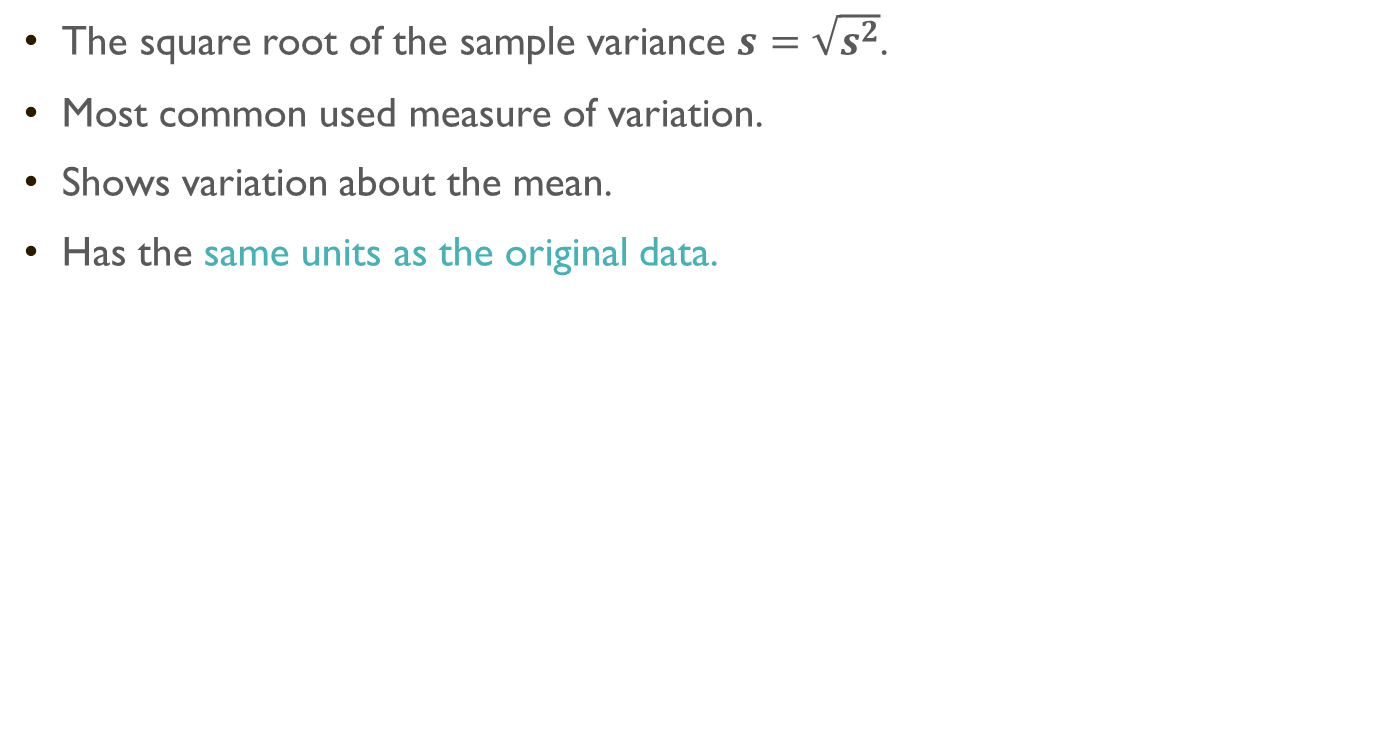 • The square root of the sample variance s = √s².
• Most common used measure of variation.
• Shows variation about the mean.
• Has the same units as the original data.